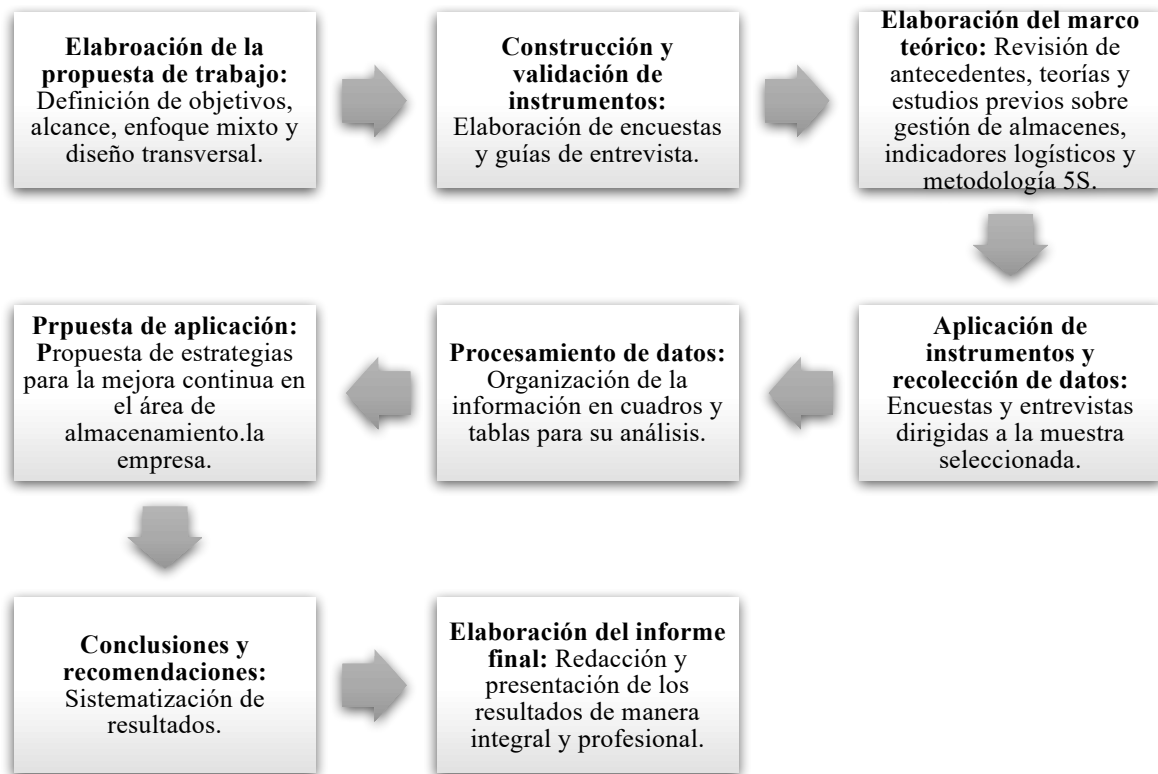 Elabroación de la
propuesta de trabajo:
Definición de objetivos,
alcance, enfoque mixto y
diseño transversal.
Construcción y
validación de
instrumentos:
Elaboración de encuestas
y guías de entrevista.
Elaboración del marco
teórico: Revisión de
antecedentes, teorías y
estudios previos sobre
gestión de almacenes,
indicadores logísticos y
metodología 5S.
Aplicación de
instrumentos y
recolección de datos:
Encuestas y entrevistas
dirigidas a la muestra
seleccionada.
Procesamiento de datos:
Organización de la
información en cuadros y
tablas para su análisis.
Prpuesta de aplicación:
Propuesta de estrategias
para la mejora continua en
el área de
almacenamiento.la
empresa.
Conclusiones y
recomendaciones:
Sistematización de
resultados.
Elaboración del informe
final: Redacción y
presentación de los
resultados de manera
integral y profesional.